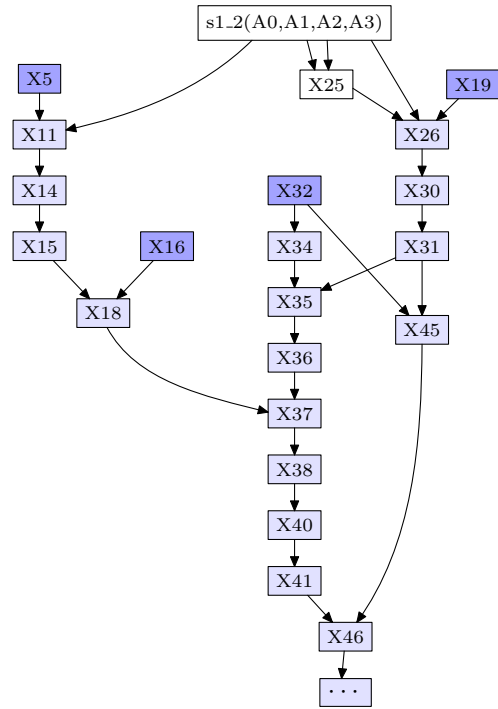 s1_2(A0,A1,A2,A3)
X5
X25
X19
X11
X26
X14
X32
X30
X15
X16
X34
X31
X18
X35
X45
X36
X37
X38
X40
X41
X46
···